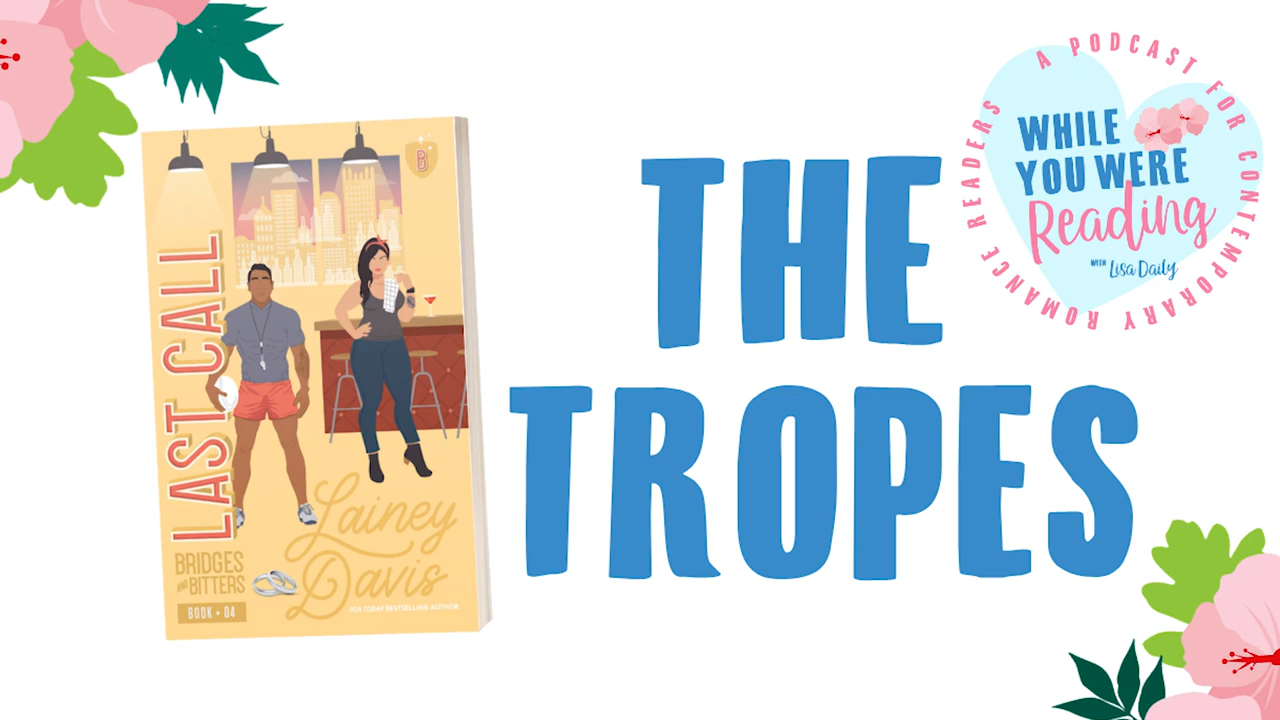 LAST CALL
B
Lainey
Davis
USA TODAY BESTSELLING AUTHOR
BRIDGES
AND BITTERS
BOOK + 04
THE
TROPES
A PODCAST FOR CONTEMPORARY ROMANCE READERS
WHILE
YOU WERE
Reading
WITH Lisa Daily